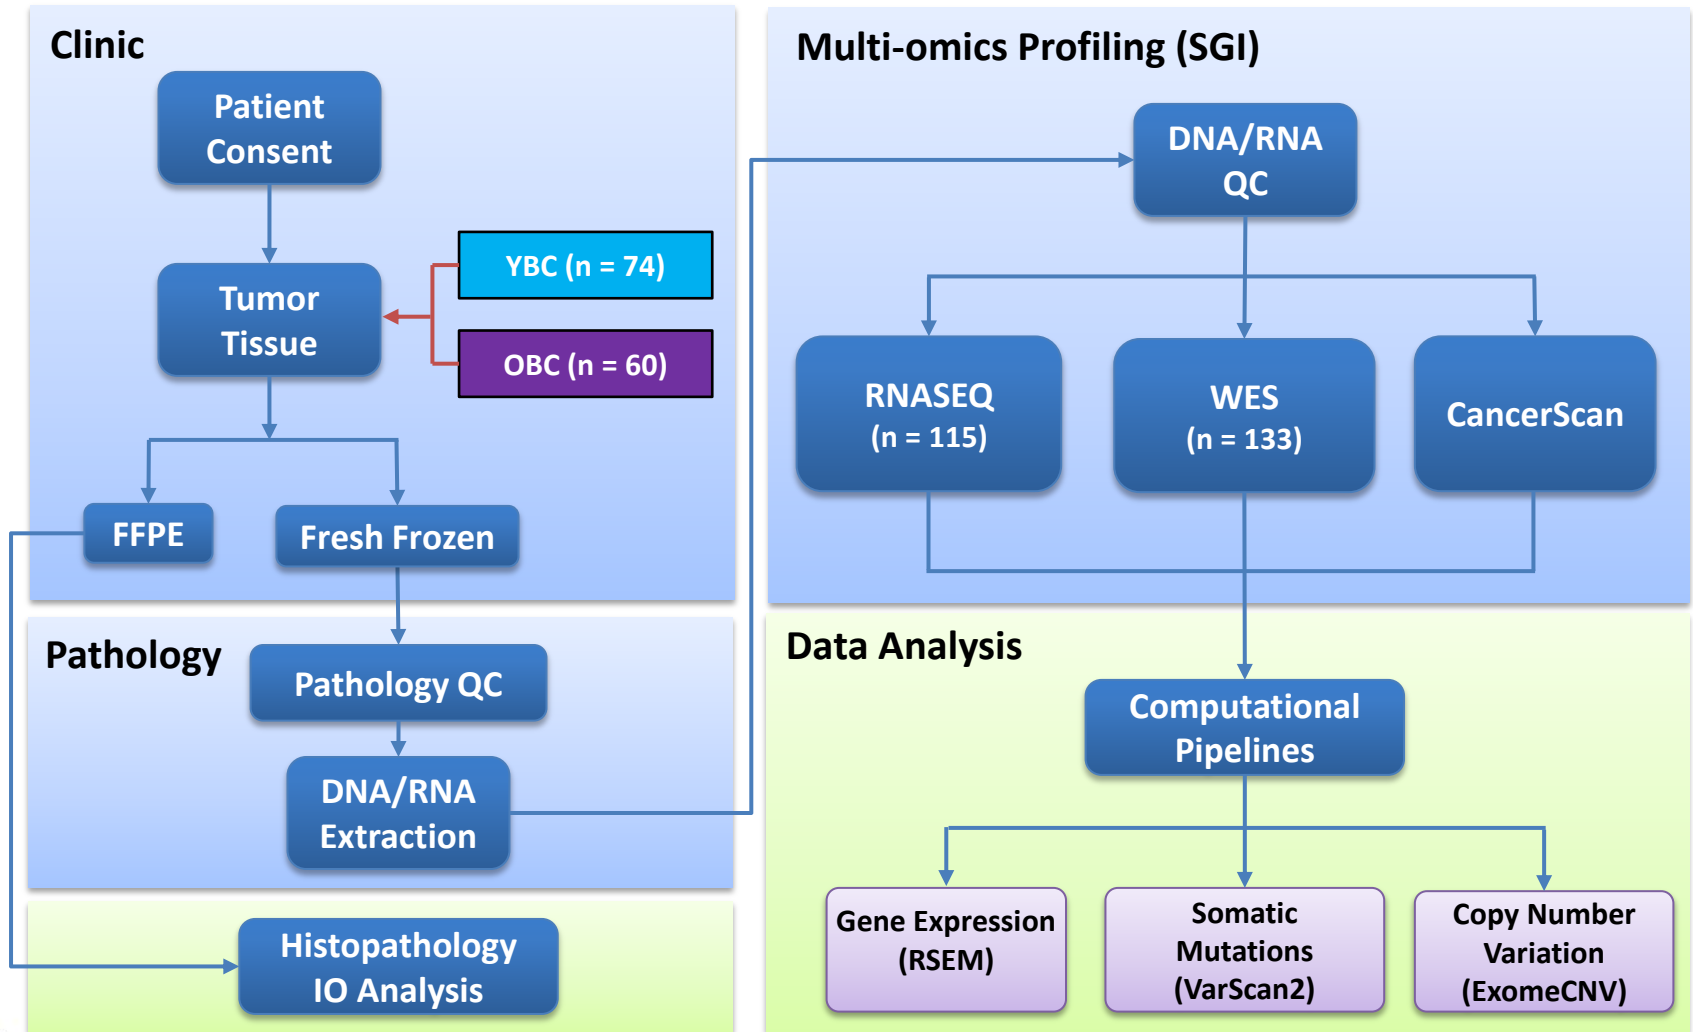 Clinic
Patient
Consent
Tumor
Tissue
YBC (n = 74)
OBC (n = 60)
FFPE
Fresh Frozen
Pathology
Pathology QC
DNA/RNA
Extraction
Histopathology
IO Analysis
Multi-omics Profiling (SGI)
DNA/RNA
QC
RNASEQ
(n = 115)
WES
(n = 133)
CancerScan
Data Analysis
Computational
Pipelines
Gene Expression
(RSEM)
Somatic
Mutations
(VarScan2)
Copy Number
Variation
(ExomeCNV)